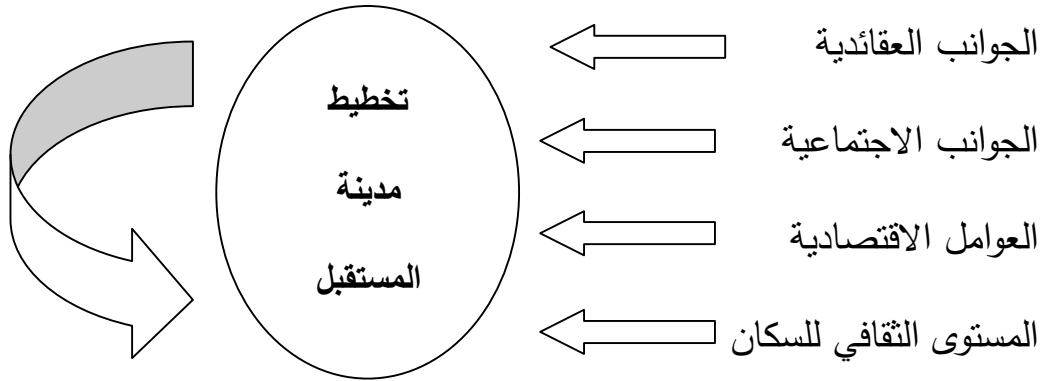 الجوانب العقائدية
الجوانب الاجتماعية
العوامل الاقتصادية
المستوى الثقافي للسكان
تخطيط
مدينة
المستقبل